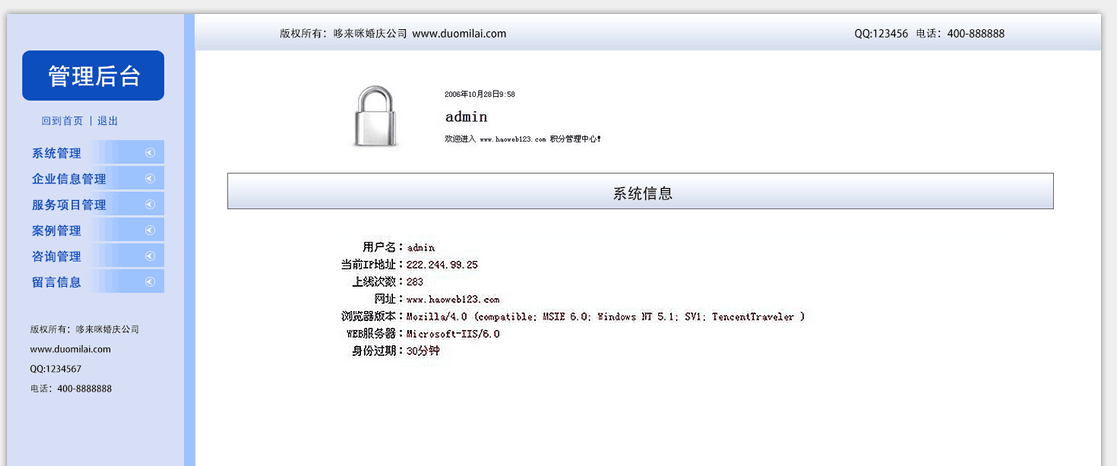 版权所有：哆来咪婚庆公司 www.duomilai.com
QQ:123456 电话：400-888888
管理后台
回到首页 | 退出
系统管理
企业信息管理
服务项目管理
案例管理
咨询管理
留言信息
版权所有：哆来咪婚庆公司
www.duomilai.com
QQ:1234567
电话：400-8888888
2006年10月28日9:58
admin
欢迎进入 www.haoweb123.com 积分管理中心!
系统信息
用户名：admin
当前IP地址：222.244.99.25
上线次数：283
网址：www.haoweb123.com
浏览器版本：Mozilla/4.0 (compatible; MSIE 6.0; Windows NT 5.1; SV1; TencentTraveler )
WEB服务器：Microsoft-IIS/6.0
身份过期：30分钟